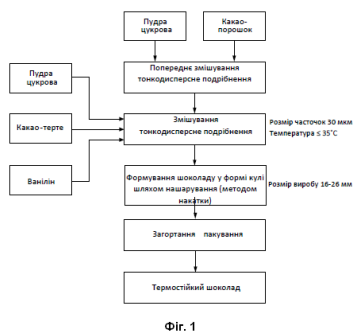 Пудра
цукрова
Какао-
порошок
Попереднє змішування
тонкодисперсне подрібнення
Пудра
цукрова
Какао-терте
Ванілін
Змішування
тонкодисперсне подрібнення
Розмір часточок 30 мкм
Температура ≤ 35°С
Формування шоколаду у формі кулі
шляхом нашарування (методом
накатки)
Розмір виробу 16-26 мм
Загортання пакування
Термостійкий шоколад
Фіг. 1